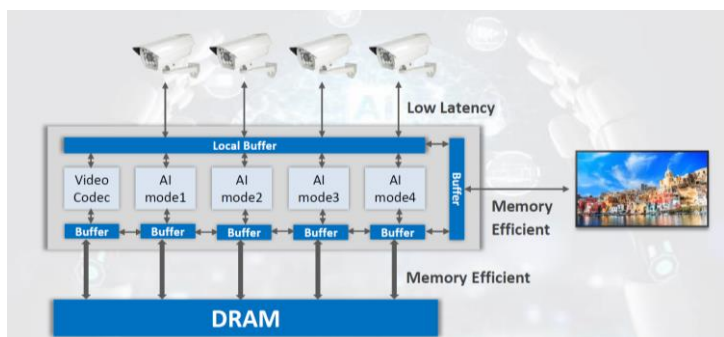 Low Latency
Local Buffer
Video
Codec
AI
mode1
AI
mode2
AI
mode3
AI
mode4
Buffer
Memory
Efficient
Buffer
Buffer
Buffer
Buffer
Buffer
Memory Efficient
DRAM